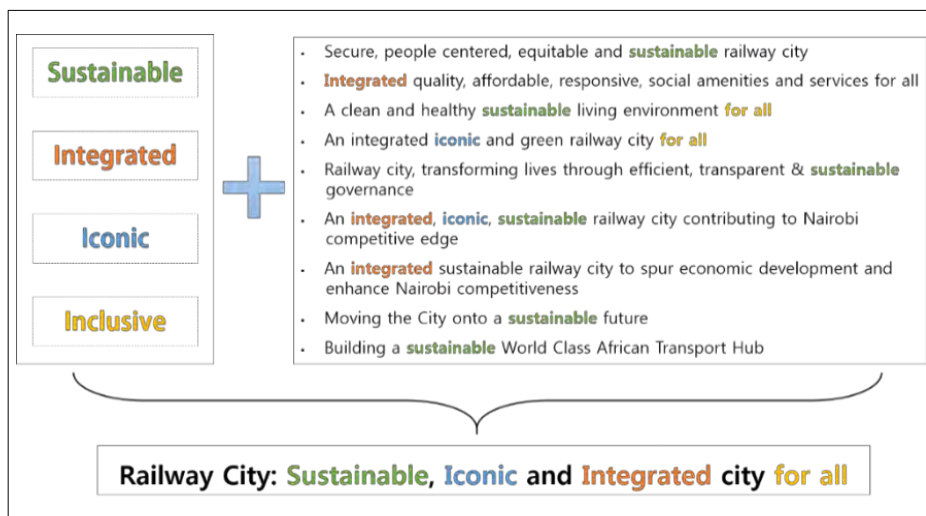 Sustainable
Integrated
Iconic
Inclusive
· Secure, people centered, equitable and sustainable railway city
· Integrated quality, affordable, responsive, social amenities and services for all
· A clean and healthy sustainable living environment for all
· An integrated iconic and green railway city for all
· Railway city, transforming lives through efficient, transparent & sustainable
governance
· An integrated, iconic, sustainable railway city contributing to Nairobi
competitive edge
· An integrated sustainable railway city to spur economic development and
enhance Nairobi competitiveness
· Moving the City onto a sustainable future
· Building a sustainable World Class African Transport Hub
Railway City: Sustainable, Iconic and Integrated city for all